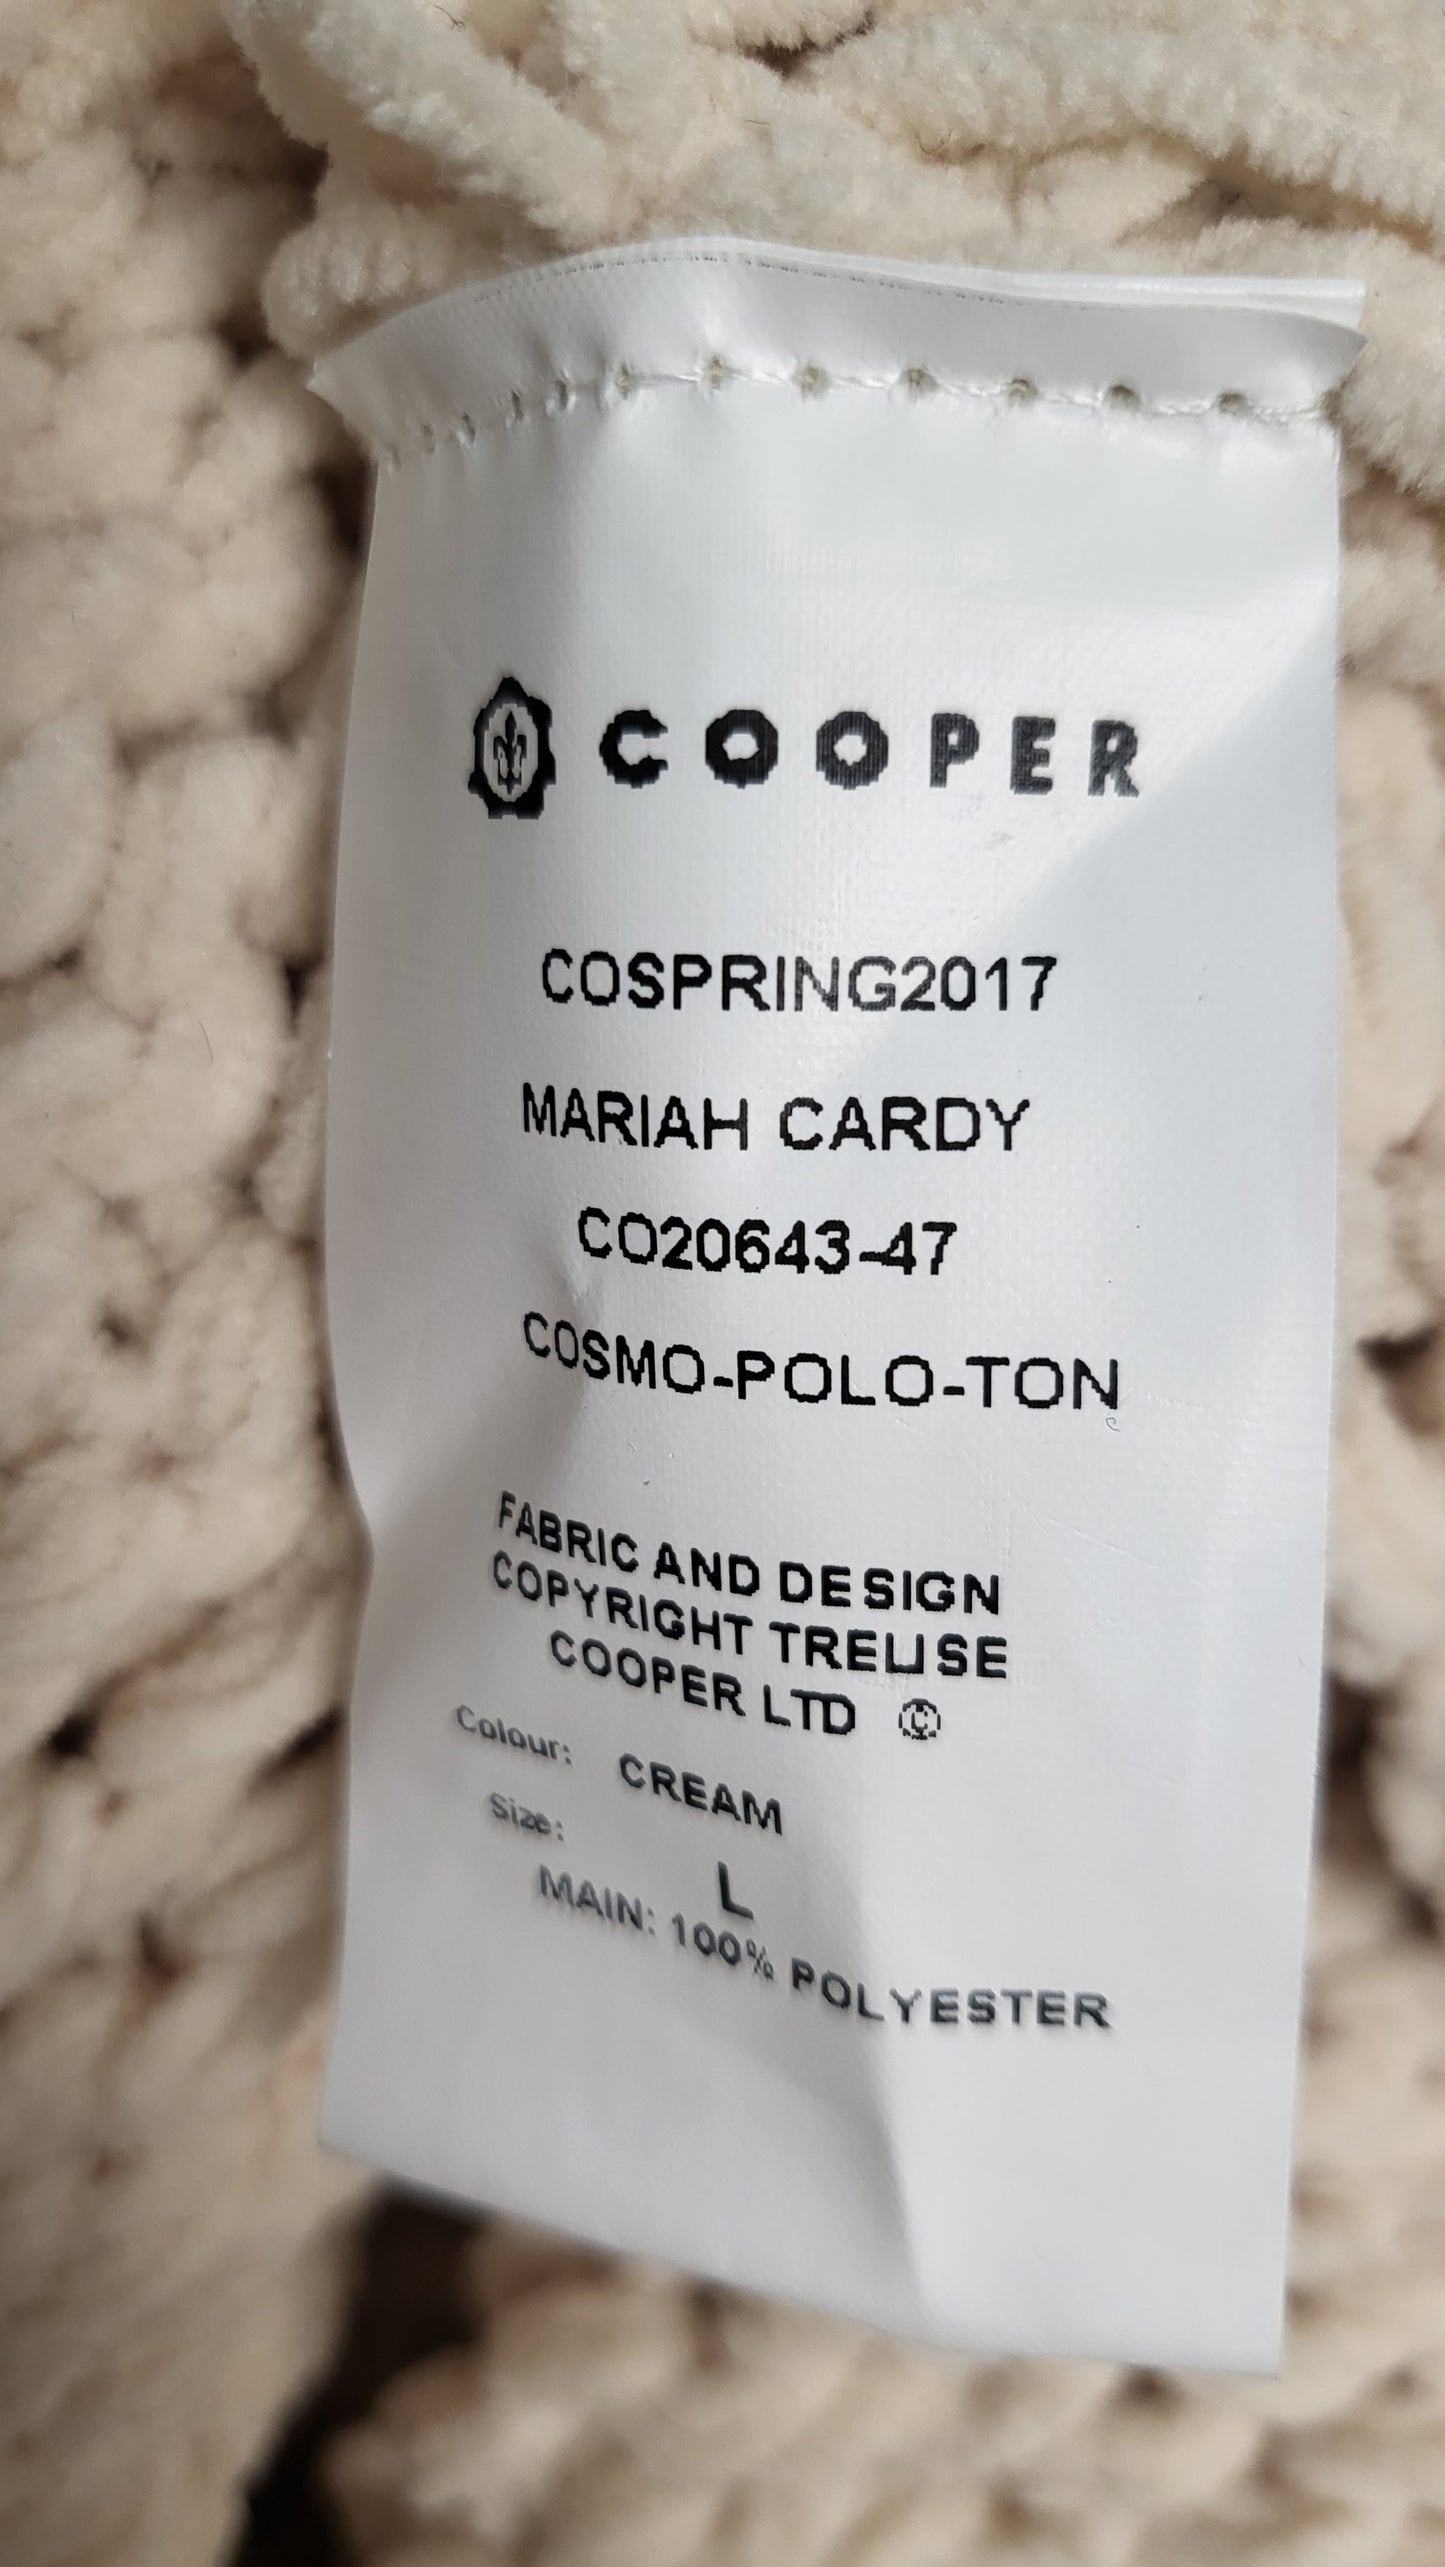 COOPER
COSPRING2017
MARIAH CARDY
CO20643-47
COSMO-POLO-TON
FABRIC AND DESIGN
COPYRIGHT TRELISE
COOPER LTD ©
Colour: CREAM
Size: L
MAIN: 100% POLYESTER